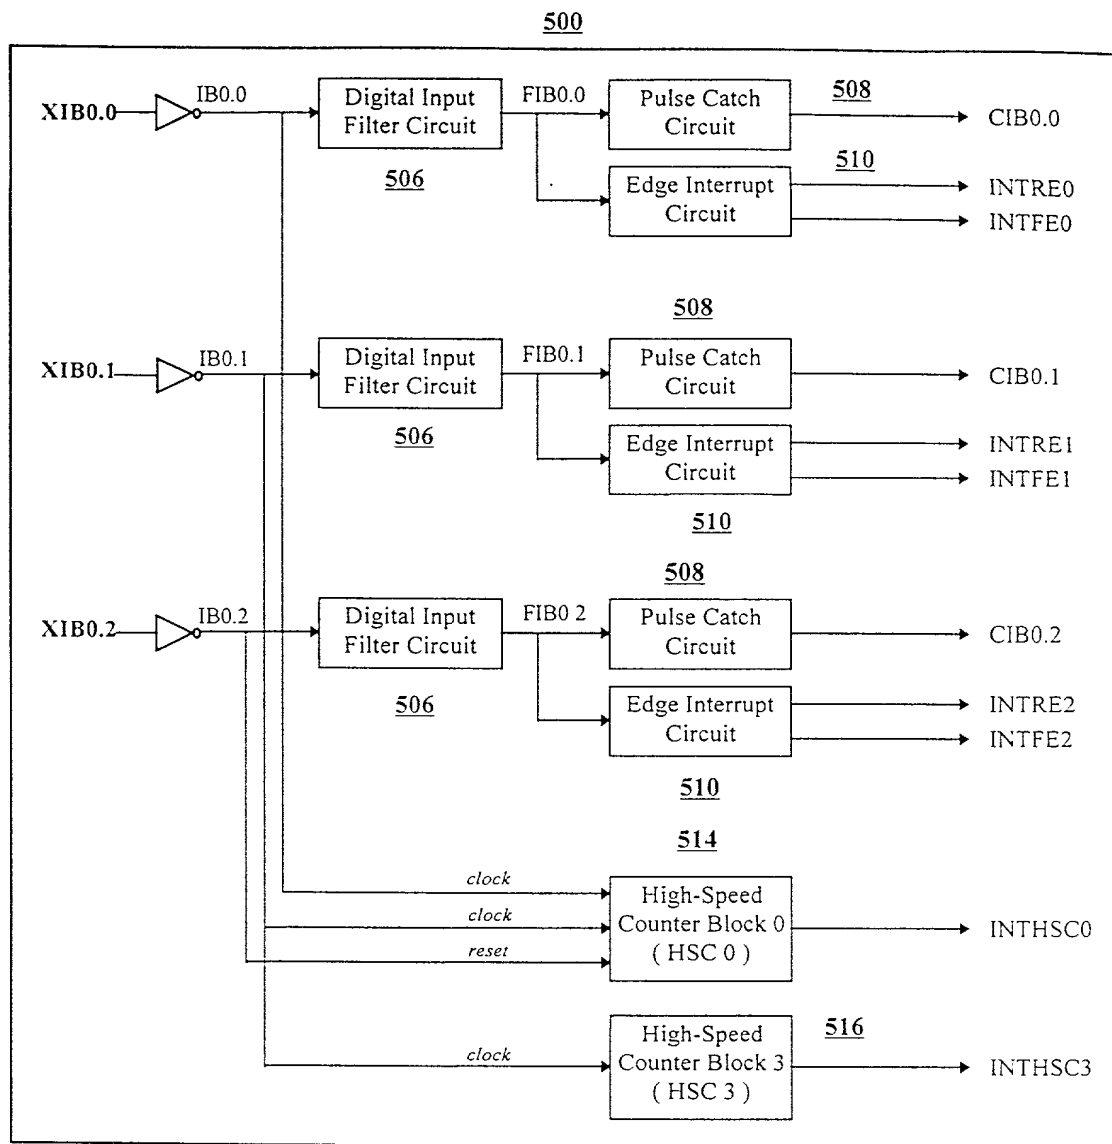 500
XIB0.0
IB0.0
Digital Input
Filter Circuit
506
FIB0.0
Pulse Catch
Circuit
508
CIB0.0
510
Edge Interrupt
Circuit
INTRE0
INTFE0
508
XIB0.1
IB0.1
Digital Input
Filter Circuit
506
FIB0.1
Pulse Catch
Circuit
CIB0.1
Edge Interrupt
Circuit
INTRE1
INTFE1
510
508
XIB0.2
IB0.2
Digital Input
Filter Circuit
506
FIB0 2
Pulse Catch
Circuit
CIB0.2
Edge Interrupt
Circuit
INTRE2
INTFE2
510
514
clock
clock
reset
High-Speed
Counter Block 0
( HSC 0 )
INTHSC0
clock
High-Speed
Counter Block 3
( HSC 3 )
516
INTHSC3